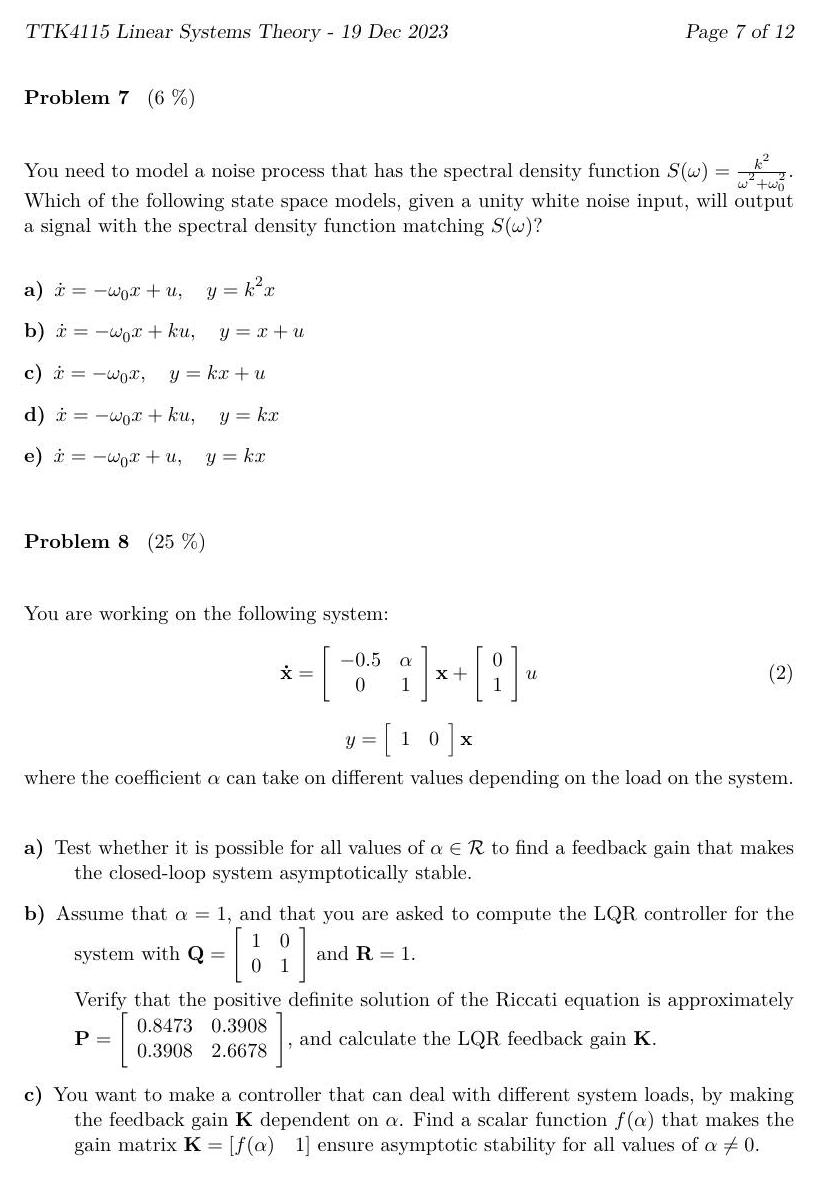 TTK4115 Linear Systems Theory - 19 Dec 2023 Page 7 of 12
Problem 7 (6 %)
You need to model a noise process that has the spectral density function S(ω) = k²/(ω²+ω₀²).
Which of the following state space models, given a unity white noise input, will output
a signal with the spectral density function matching S(ω)?
a) ẋ = −ω₀x + u, y = k²x
b) ẋ = −ω₀x + ku, y = x + u
c) ẋ = −ω₀x, y = kx + u
d) ẋ = −ω₀x + ku, y = kx
e) ẋ = −ω₀x + u, y = kx
Problem 8 (25 %)
You are working on the following system:
ẋ = [ −0.5 α ; 0 1 ] x + [ 0 ; 1 ] u (2)
y = [ 1 0 ] x
where the coefficient α can take on different values depending on the load on the system.
a) Test whether it is possible for all values of α ∈ ℛ to find a feedback gain that makes
the closed-loop system asymptotically stable.
b) Assume that α = 1, and that you are asked to compute the LQR controller for the
system with Q = [ 1 0 ; 0 1 ] and R = 1.
Verify that the positive definite solution of the Riccati equation is approximately
P = [ 0.8473 0.3908 ; 0.3908 2.6678 ], and calculate the LQR feedback gain K.
c) You want to make a controller that can deal with different system loads, by making
the feedback gain K dependent on α. Find a scalar function f(α) that makes the
gain matrix K = [f(α) 1] ensure asymptotic stability for all values of α ≠ 0.